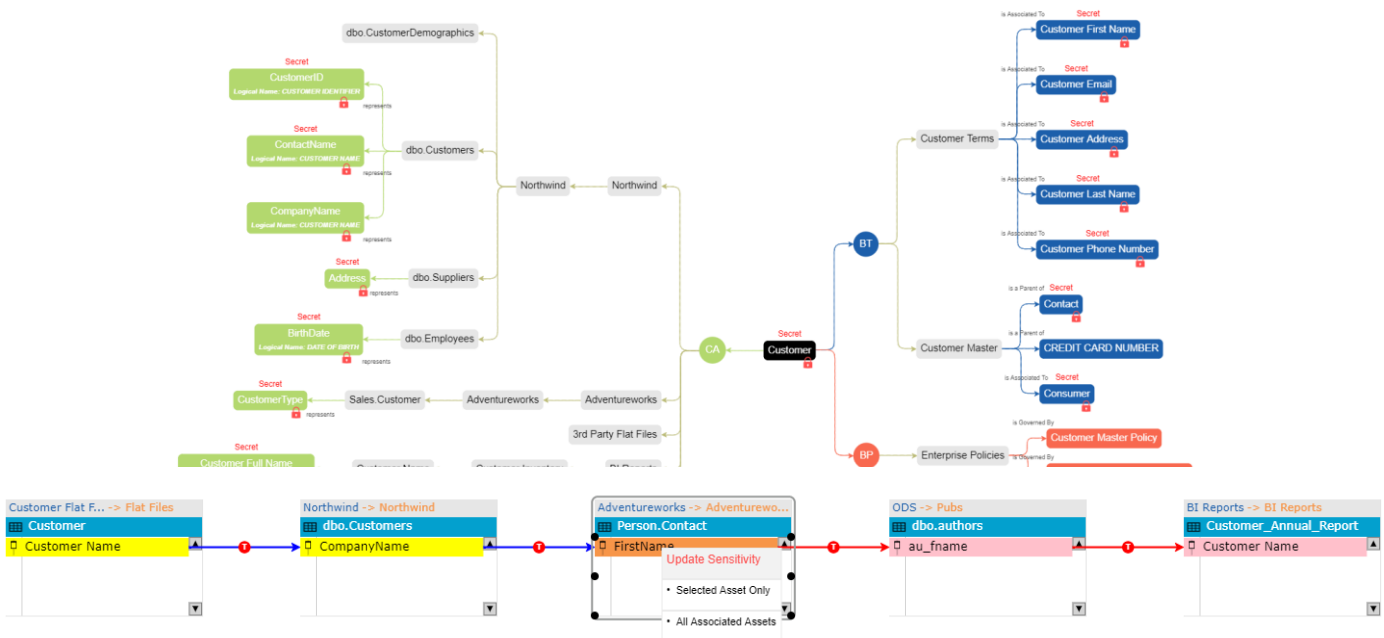 dbo.CustomerDemographics
Secret
CustomerID
Logical Name: CUSTOMER IDENTIFIER
represents
Secret
ContactName
Logical Name: CUSTOMER NAME
represents
dbo.Customers
CompanyName
Logical Name: CUSTOMER NAME
represents
Northwind
Northwind
Secret
Address
represents
dbo.Suppliers
Secret
BirthDate
Logical Name: DATE OF BIRTH
represents
dbo.Employees
Secret
CustomerType
represents
Sales.Customer
Adventureworks
Adventureworks
3rd Party Flat Files
Secret
Customer Full Name
Customer Name
Customer Inventory
BI Reports
CA
Secret
Customer
BT
BP
Customer Terms
is Associated To
Secret
Customer First Name
is Associated To
Secret
Customer Email
is Associated To
Secret
Customer Address
is Associated To
Secret
Customer Last Name
is Associated To
Secret
Customer Phone Number
Customer Master
is a Parent of
Secret
Contact
is a Parent of
CREDIT CARD NUMBER
is Associated To
Secret
Consumer
Enterprise Policies
is Governed By
Customer Master Policy
is Governed By
Customer Flat F... -> Flat Files
Customer
Customer Name
T
Northwind -> Northwind
dbo.Customers
CompanyName
T
Adventureworks -> Adventurewo...
Person.Contact
FirstName
Update Sensitivity
• Selected Asset Only
• All Associated Assets
T
ODS -> Pubs
dbo.authors
au_fname
T
BI Reports -> BI Reports
Customer_Annual_Report
Customer Name